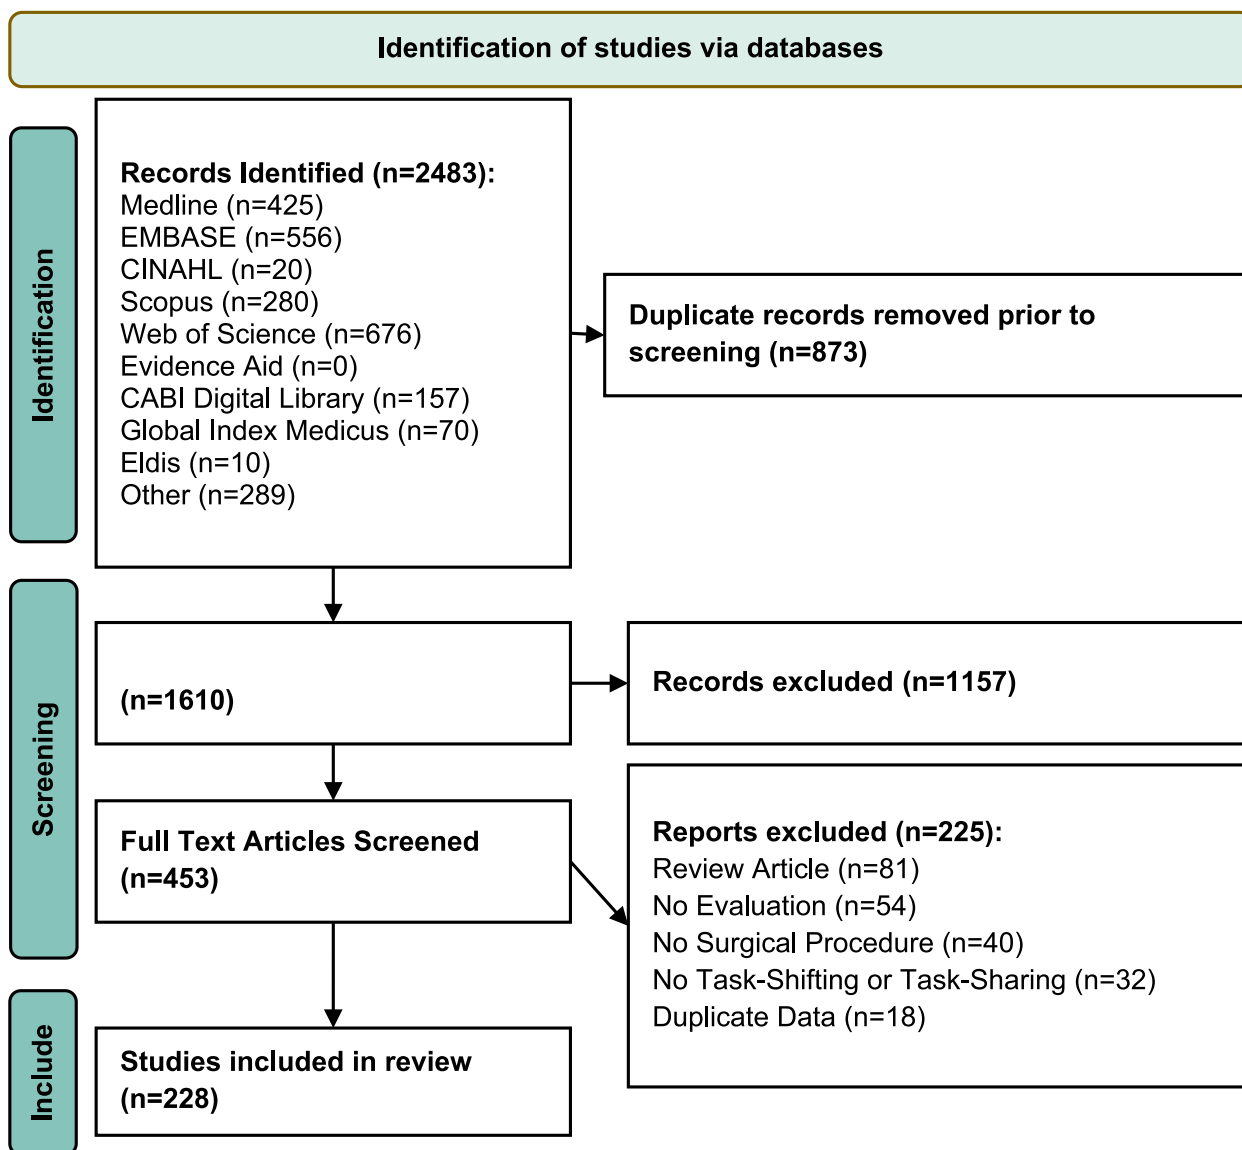 Identification of studies via databases
Identification
Records Identified (n=2483):
Medline (n=425)
EMBASE (n=556)
CINAHL (n=20)
Scopus (n=280)
Web of Science (n=676)
Evidence Aid (n=0)
CABI Digital Library (n=157)
Global Index Medicus (n=70)
Eldis (n=10)
Other (n=289)
Duplicate records removed prior to
screening (n=873)
Screening
(n=1610)
Records excluded (n=1157)
Full Text Articles Screened
(n=453)
Reports excluded (n=225):
Review Article (n=81)
No Evaluation (n=54)
No Surgical Procedure (n=40)
No Task-Shifting or Task-Sharing (n=32)
Duplicate Data (n=18)
Include
Studies included in review
(n=228)